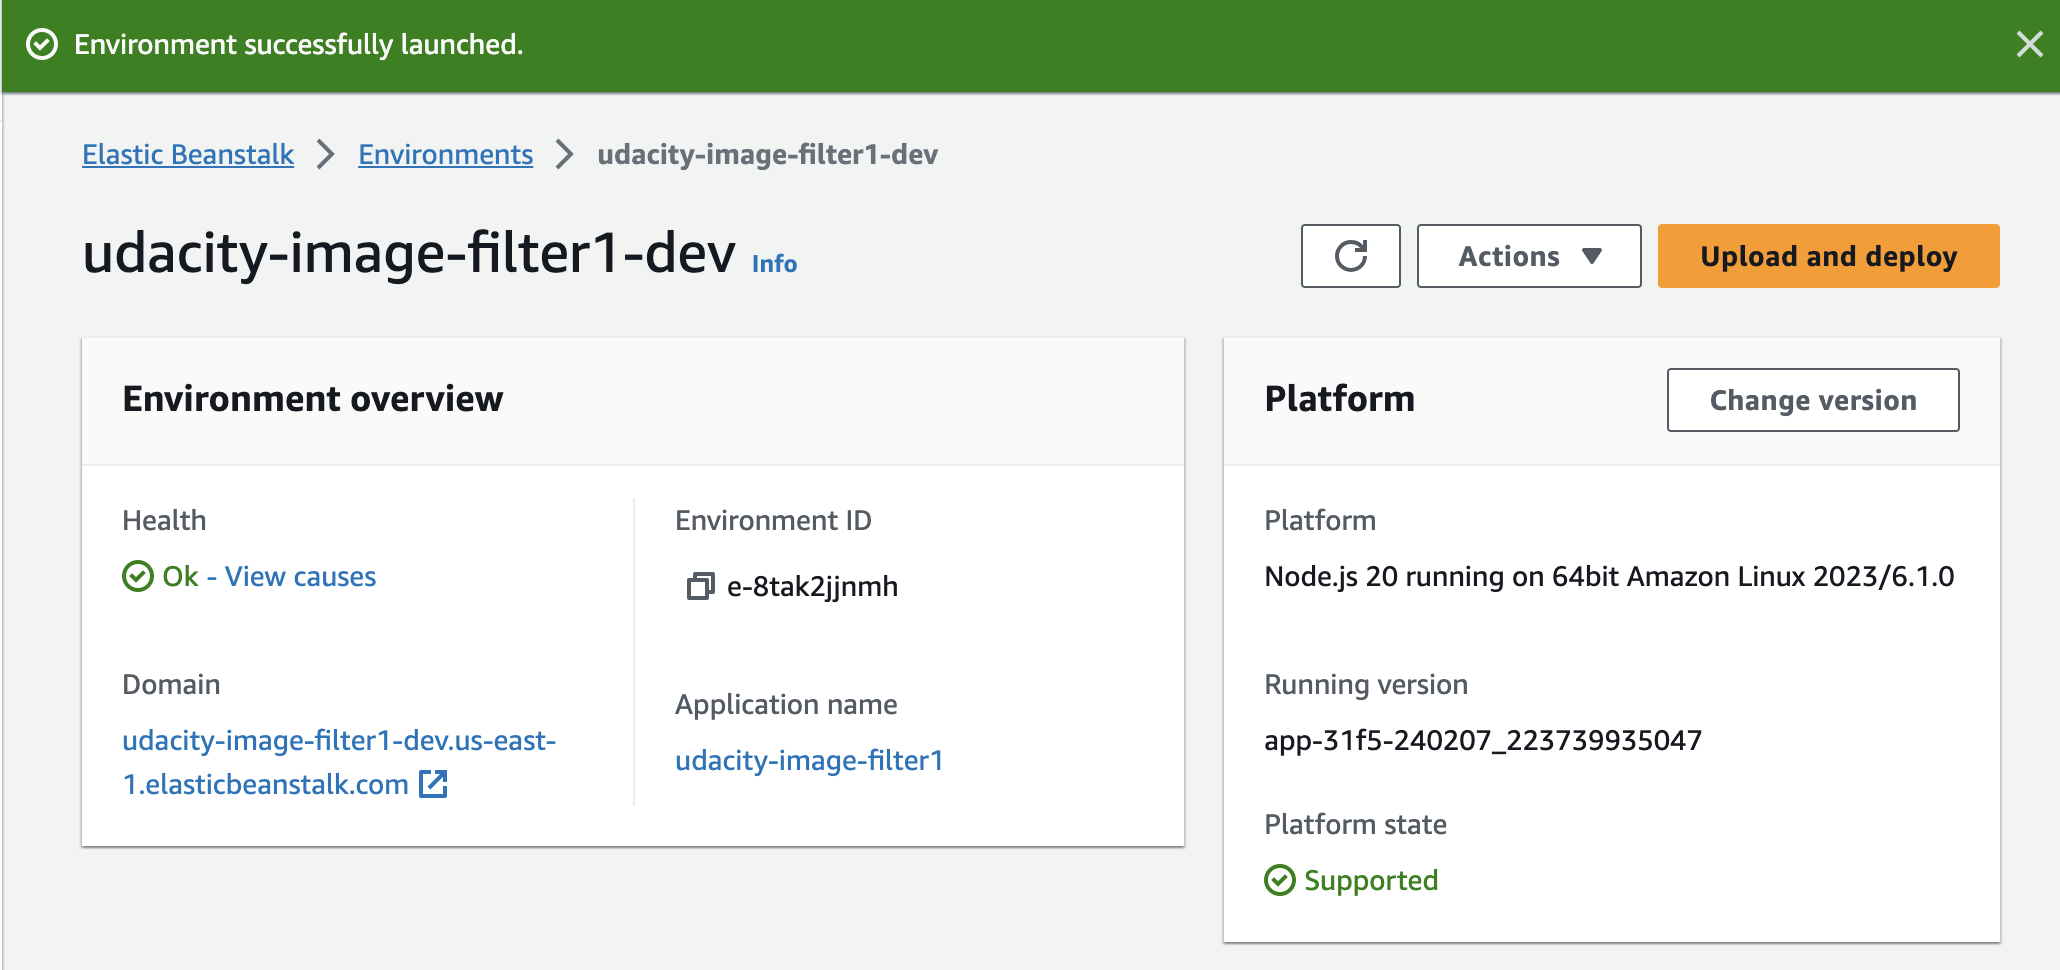 Environment successfully launched.
Elastic Beanstalk > Environments > udacity-image-filter1-dev
udacity-image-filter1-dev Info
Actions
Upload and deploy
Environment overview
Health
Ok - View causes
Domain
udacity-image-filter1-dev.us-east-
1.elasticbeanstalk.com
Environment ID
e-8tak2jjnmh
Application name
udacity-image-filter1
Platform
Change version
Platform
Node.js 20 running on 64bit Amazon Linux 2023/6.1.0
Running version
app-31f5-240207_223739935047
Platform state
Supported